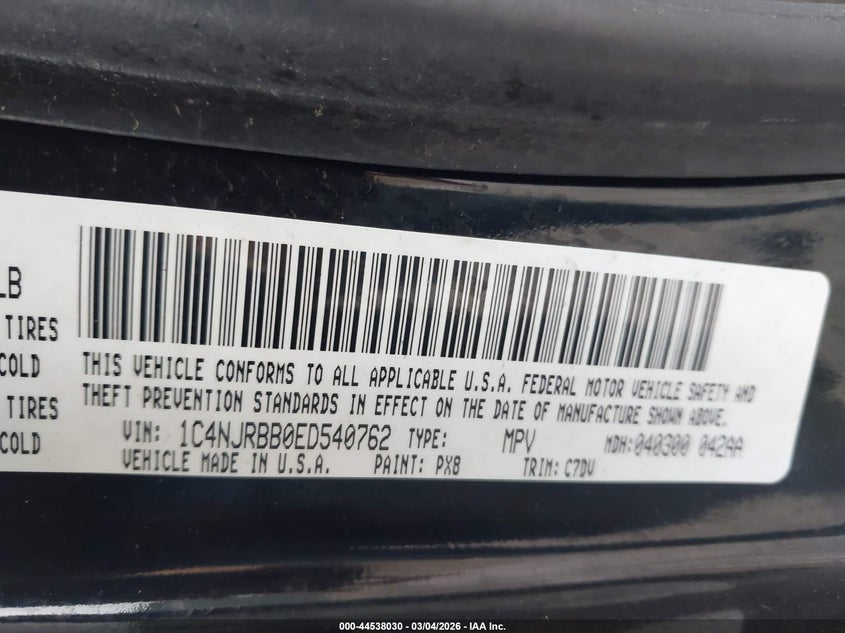 LB
TIRES
COLD
TIRES
COLD
THIS VEHICLE CONFORMS TO ALL APPLICABLE U.S.A. FEDERAL MOTOR VEHICLE SAFETY AND
THEFT PREVENTION STANDARDS IN EFFECT ON THE DATE OF MANUFACTURE SHOWN ABOVE.
VIN: 1C4NJRBB0ED540762 TYPE: MPV MDH: 040300 042AA
VEHICLE MADE IN U.S.A. PAINT: PX8 TRIM: C7DV
000-44538030 - 03/04/2026 - IAA Inc.